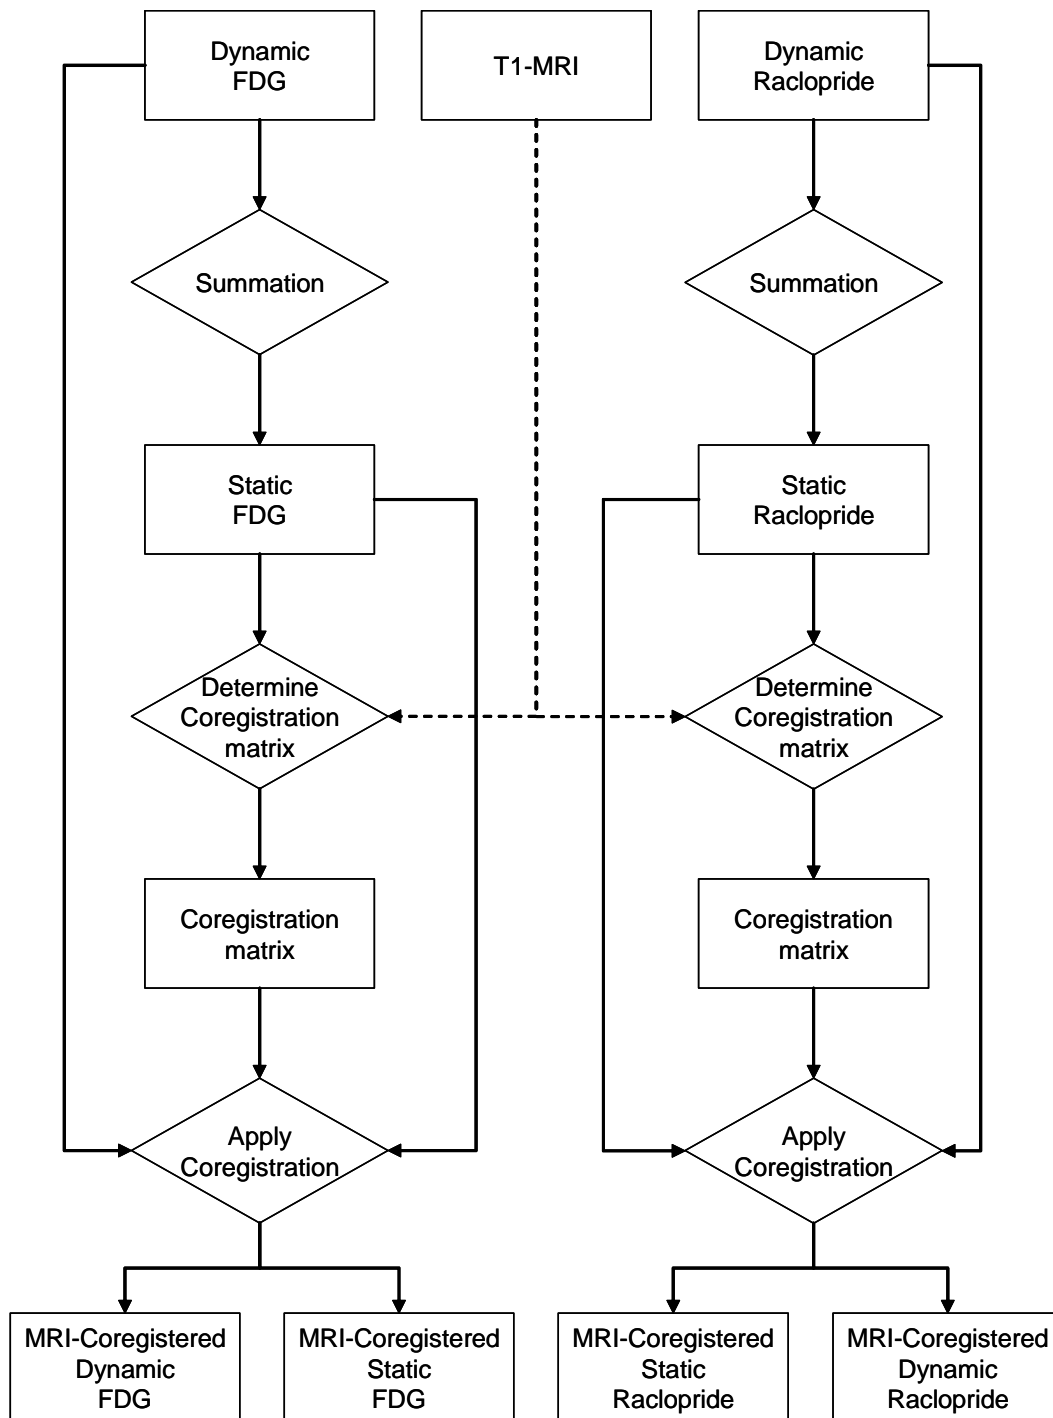 Dynamic
FDG
T1-MRI
Dynamic
Raclopride
Summation
Summation
Static
FDG
Static
Raclopride
Determine
Coregistration
matrix
Determine
Coregistration
matrix
Coregistration
matrix
Coregistration
matrix
Apply
Coregistration
Apply
Coregistration
MRI-Coregistered
Dynamic
FDG
MRI-Coregistered
Static
FDG
MRI-Coregistered
Static
Raclopride
MRI-Coregistered
Dynamic
Raclopride